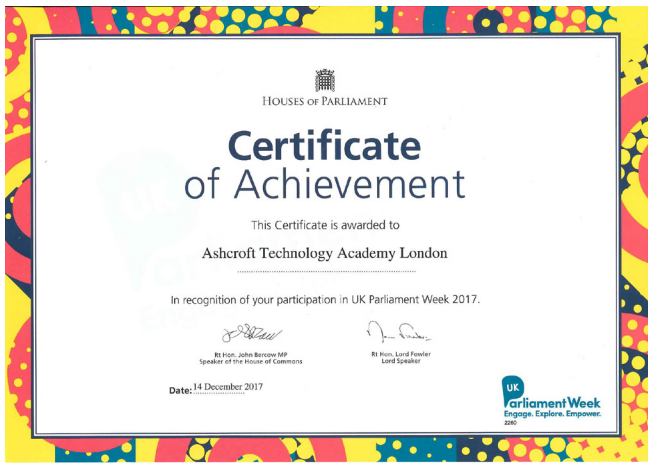 HOUSES OF PARLIAMENT
Certificate
of Achievement
This Certificate is awarded to
Ashcroft Technology Academy London
In recognition of your participation in UK Parliament Week 2017.
Rt Hon. John Bercow MP
Speaker of the House of Commons
Rt Hon. Lord Fowler
Lord Speaker
Date: 14 December 2017
UK
Parliament Week
Engage. Explore. Empower.
2260